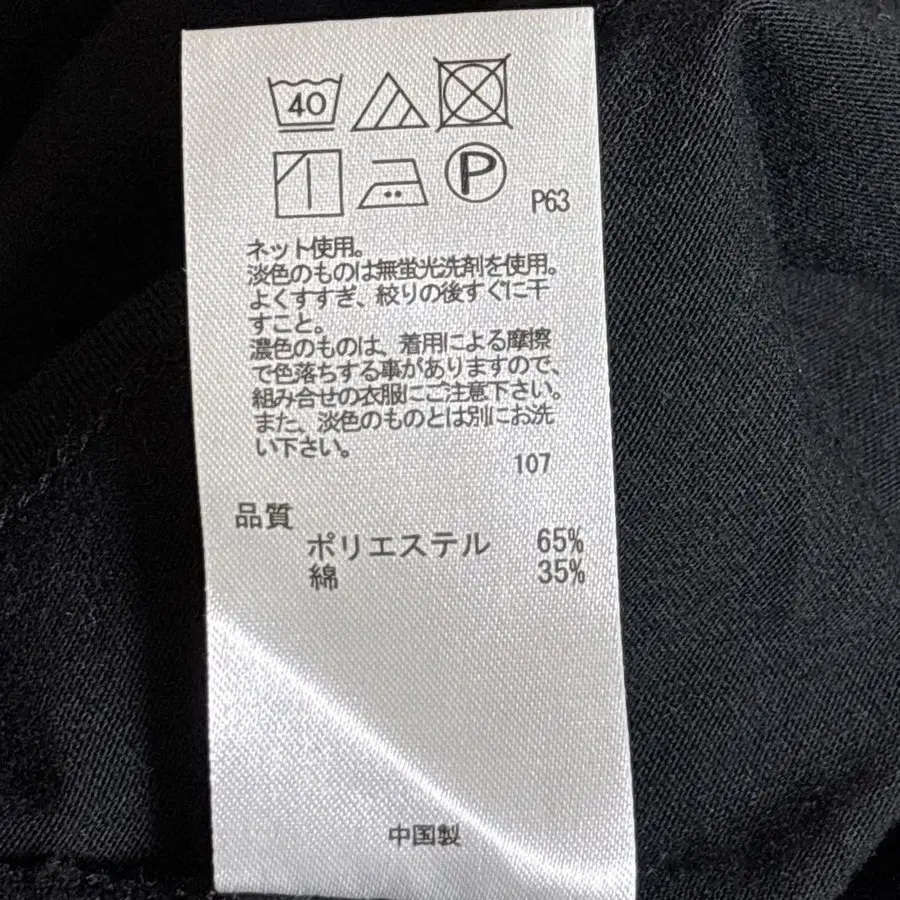 40
P
P63
ネット使用。
淡色のものは無蛍光洗剤を使用。
よくすすぎ、絞りの後すぐに干
すこと。
濃色のものは、着用による摩擦
で色落ちする事がありますので、
組み合せの衣服にご注意下さい。
また、淡色のものとは別にお洗
い下さい。
107
品質
ポリエステル 65%
綿 35%
中国製